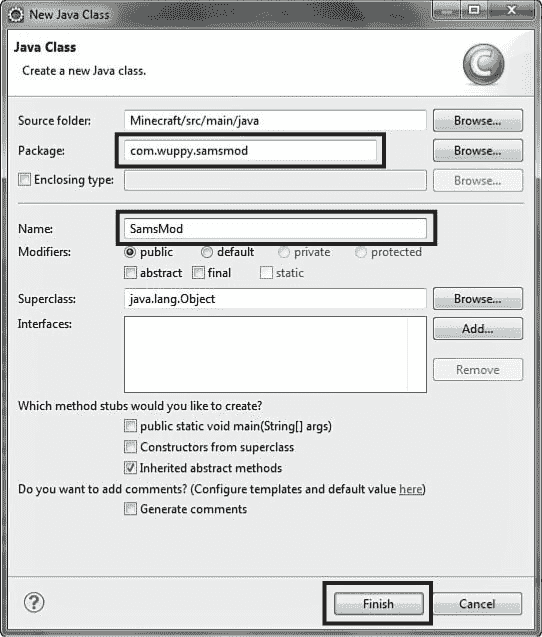 New Java Class
Java Class
Create a new Java class.
C
Source folder: Minecraft/src/main/java Browse...
Package: com.wuppy.samsmod Browse...
Enclosing type: Browse...
Name: SamsMod
Modifiers: public default private protected
abstract final static
Superclass: java.lang.Object Browse...
Interfaces: Add...
Remove
Which method stubs would you like to create?
public static void main(String[] args)
Constructors from superclass
Inherited abstract methods
Do you want to add comments? (Configure templates and default value here)
Generate comments
? Finish Cancel